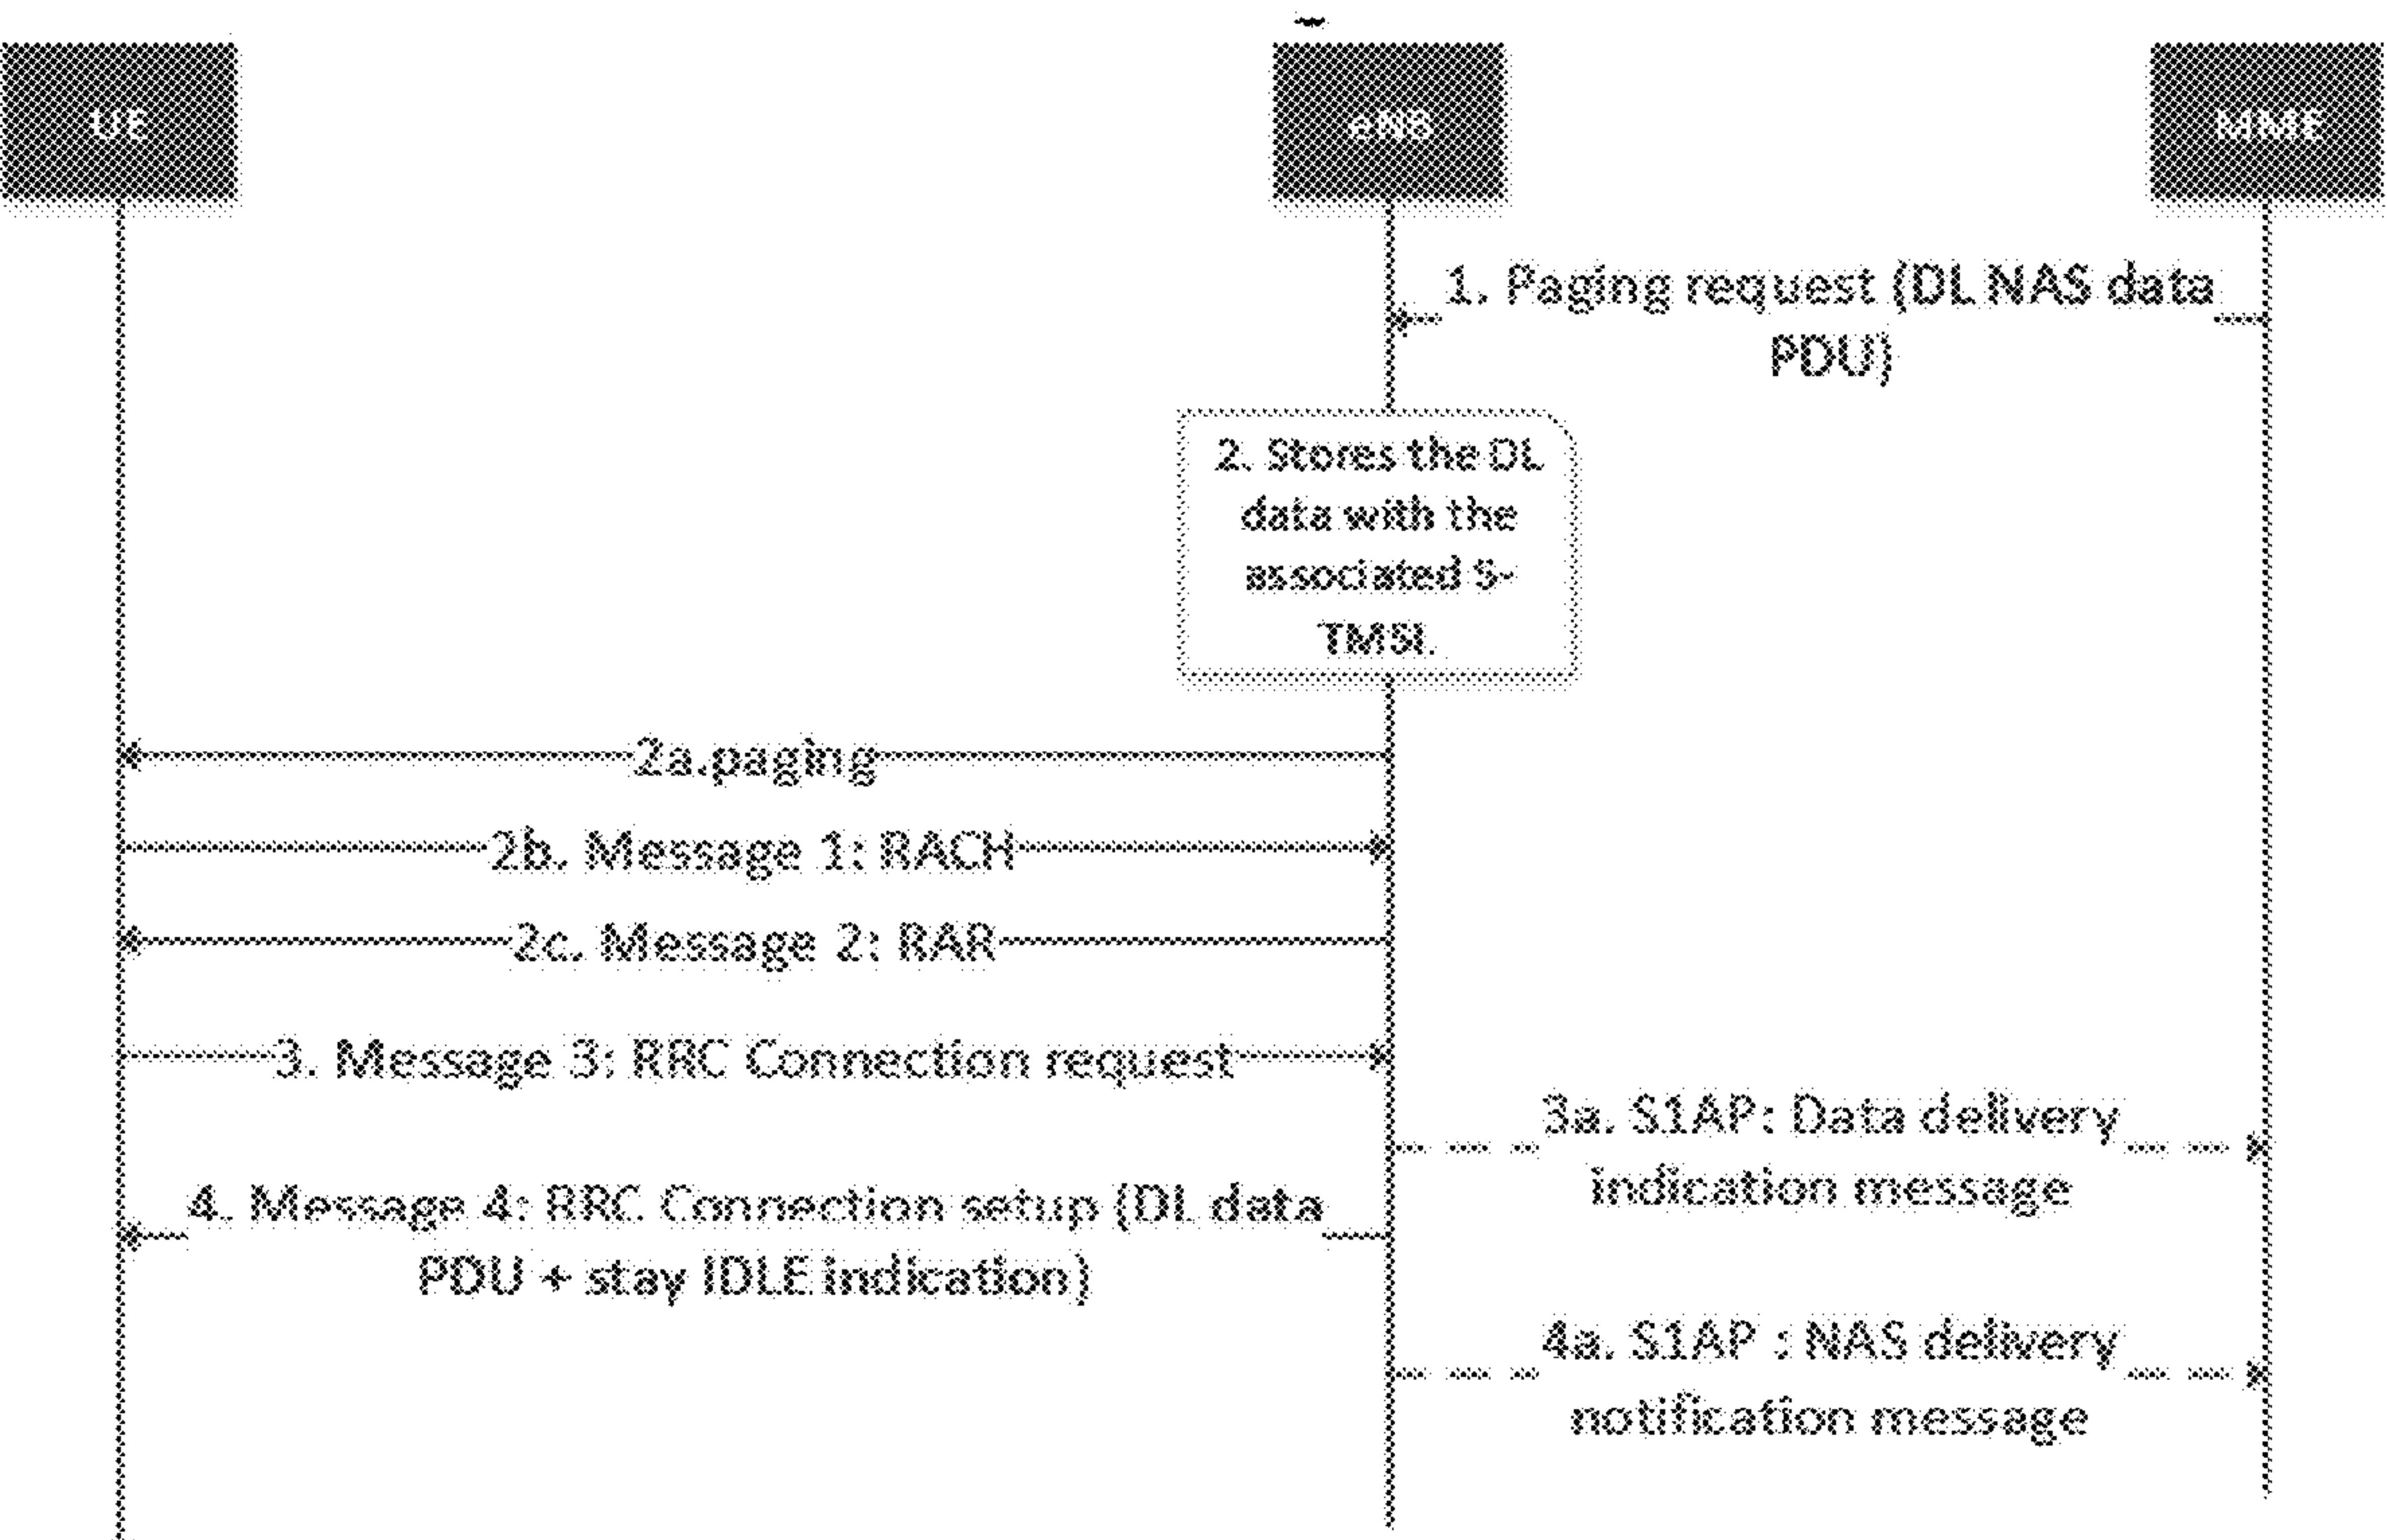 UE
eNB
MME
1. Paging request (DL NAS data
PDU)
2. Stores the DL
data with the
associated S-
TMSI.
2a.paging
2b. Message 1: RACH
2c. Message 2: RAR
3. Message 3: RRC Connection request
3a. S1AP: Data delivery
indication message
4. Message 4: RRC Connection setup (DL data
PDU + stay IDLE indication)
4a. S1AP : NAS delivery
notification message